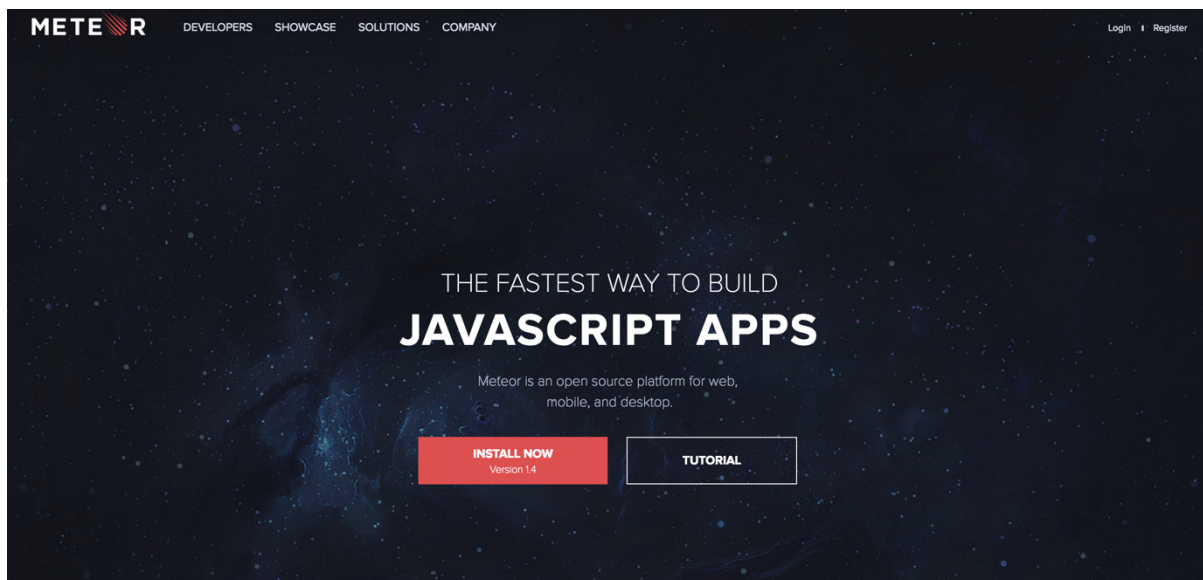 METEOR
DEVELOPERS SHOWCASE SOLUTIONS COMPANY
Login | Register
THE FASTEST WAY TO BUILD
JAVASCRIPT APPS
Meteor is an open source platform for web,
mobile, and desktop.
INSTALL NOW
Version 1.4
TUTORIAL